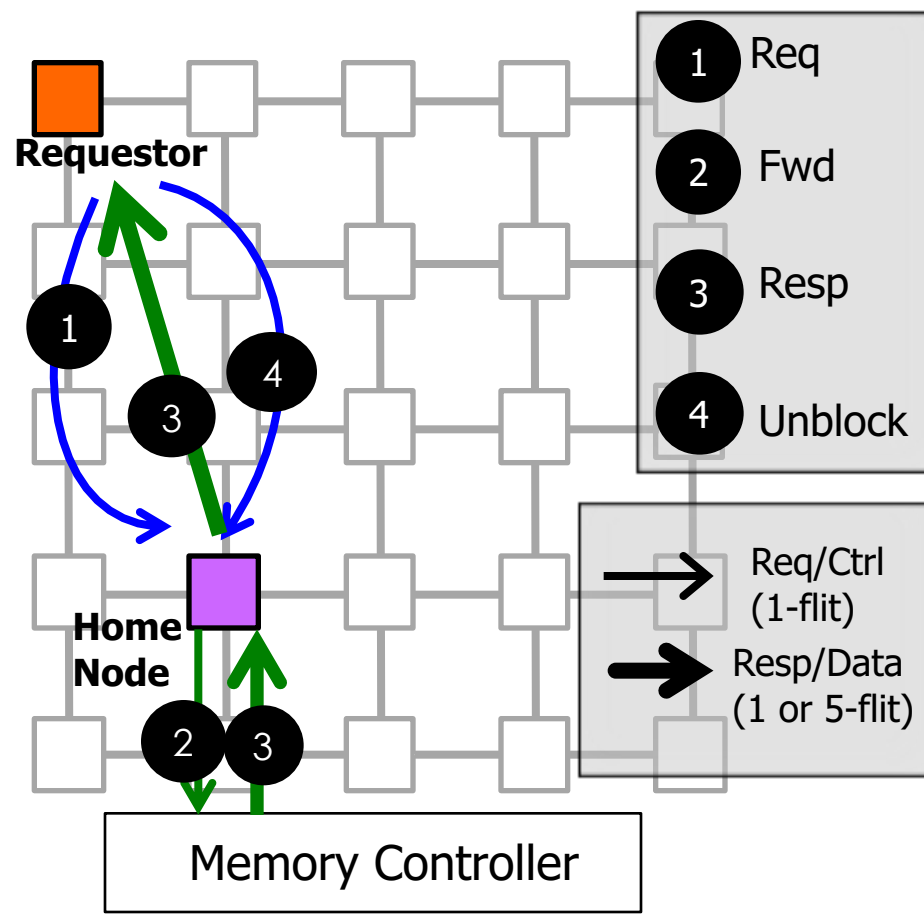 1 Req
2 Fwd
3 Resp
4 Unblock
Requestor
1
4
3
Home
Node
2
3
Req/Ctrl
(1-flit)
Resp/Data
(1 or 5-flit)
Memory Controller